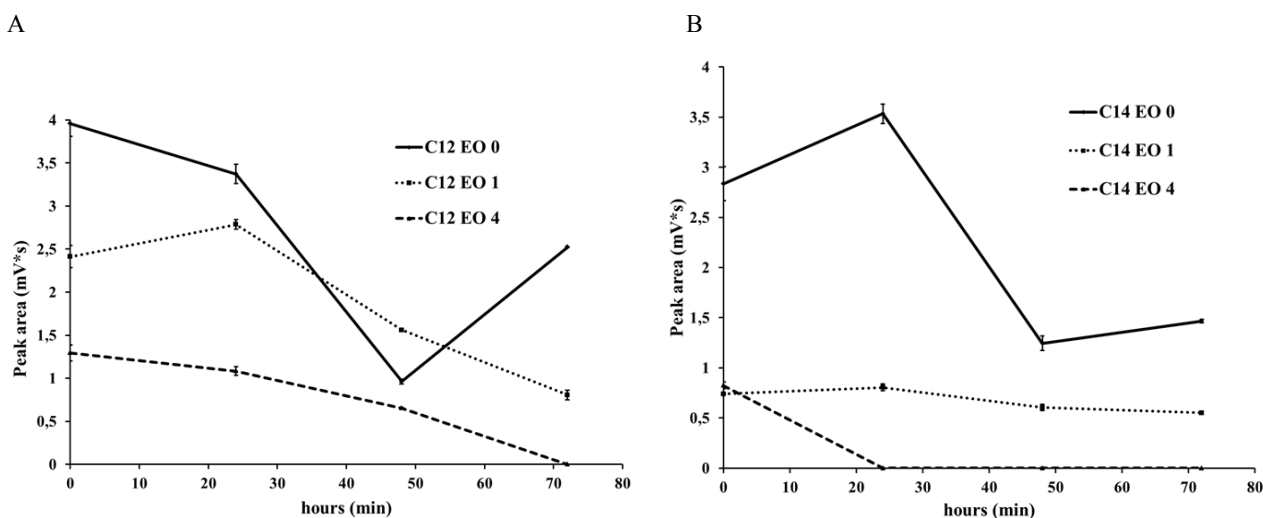 A
Peak area (mV*s)
4
3,5
3
2,5
2
1,5
1
0,5
0
0 10 20 30 40 50 60 70 80
hours (min)
C12 EO 0
C12 EO 1
C12 EO 4
B
Peak area (mV*s)
4
3,5
3
2,5
2
1,5
1
0,5
0
0 10 20 30 40 50 60 70 80
hours (min)
C14 EO 0
C14 EO 1
C14 EO 4